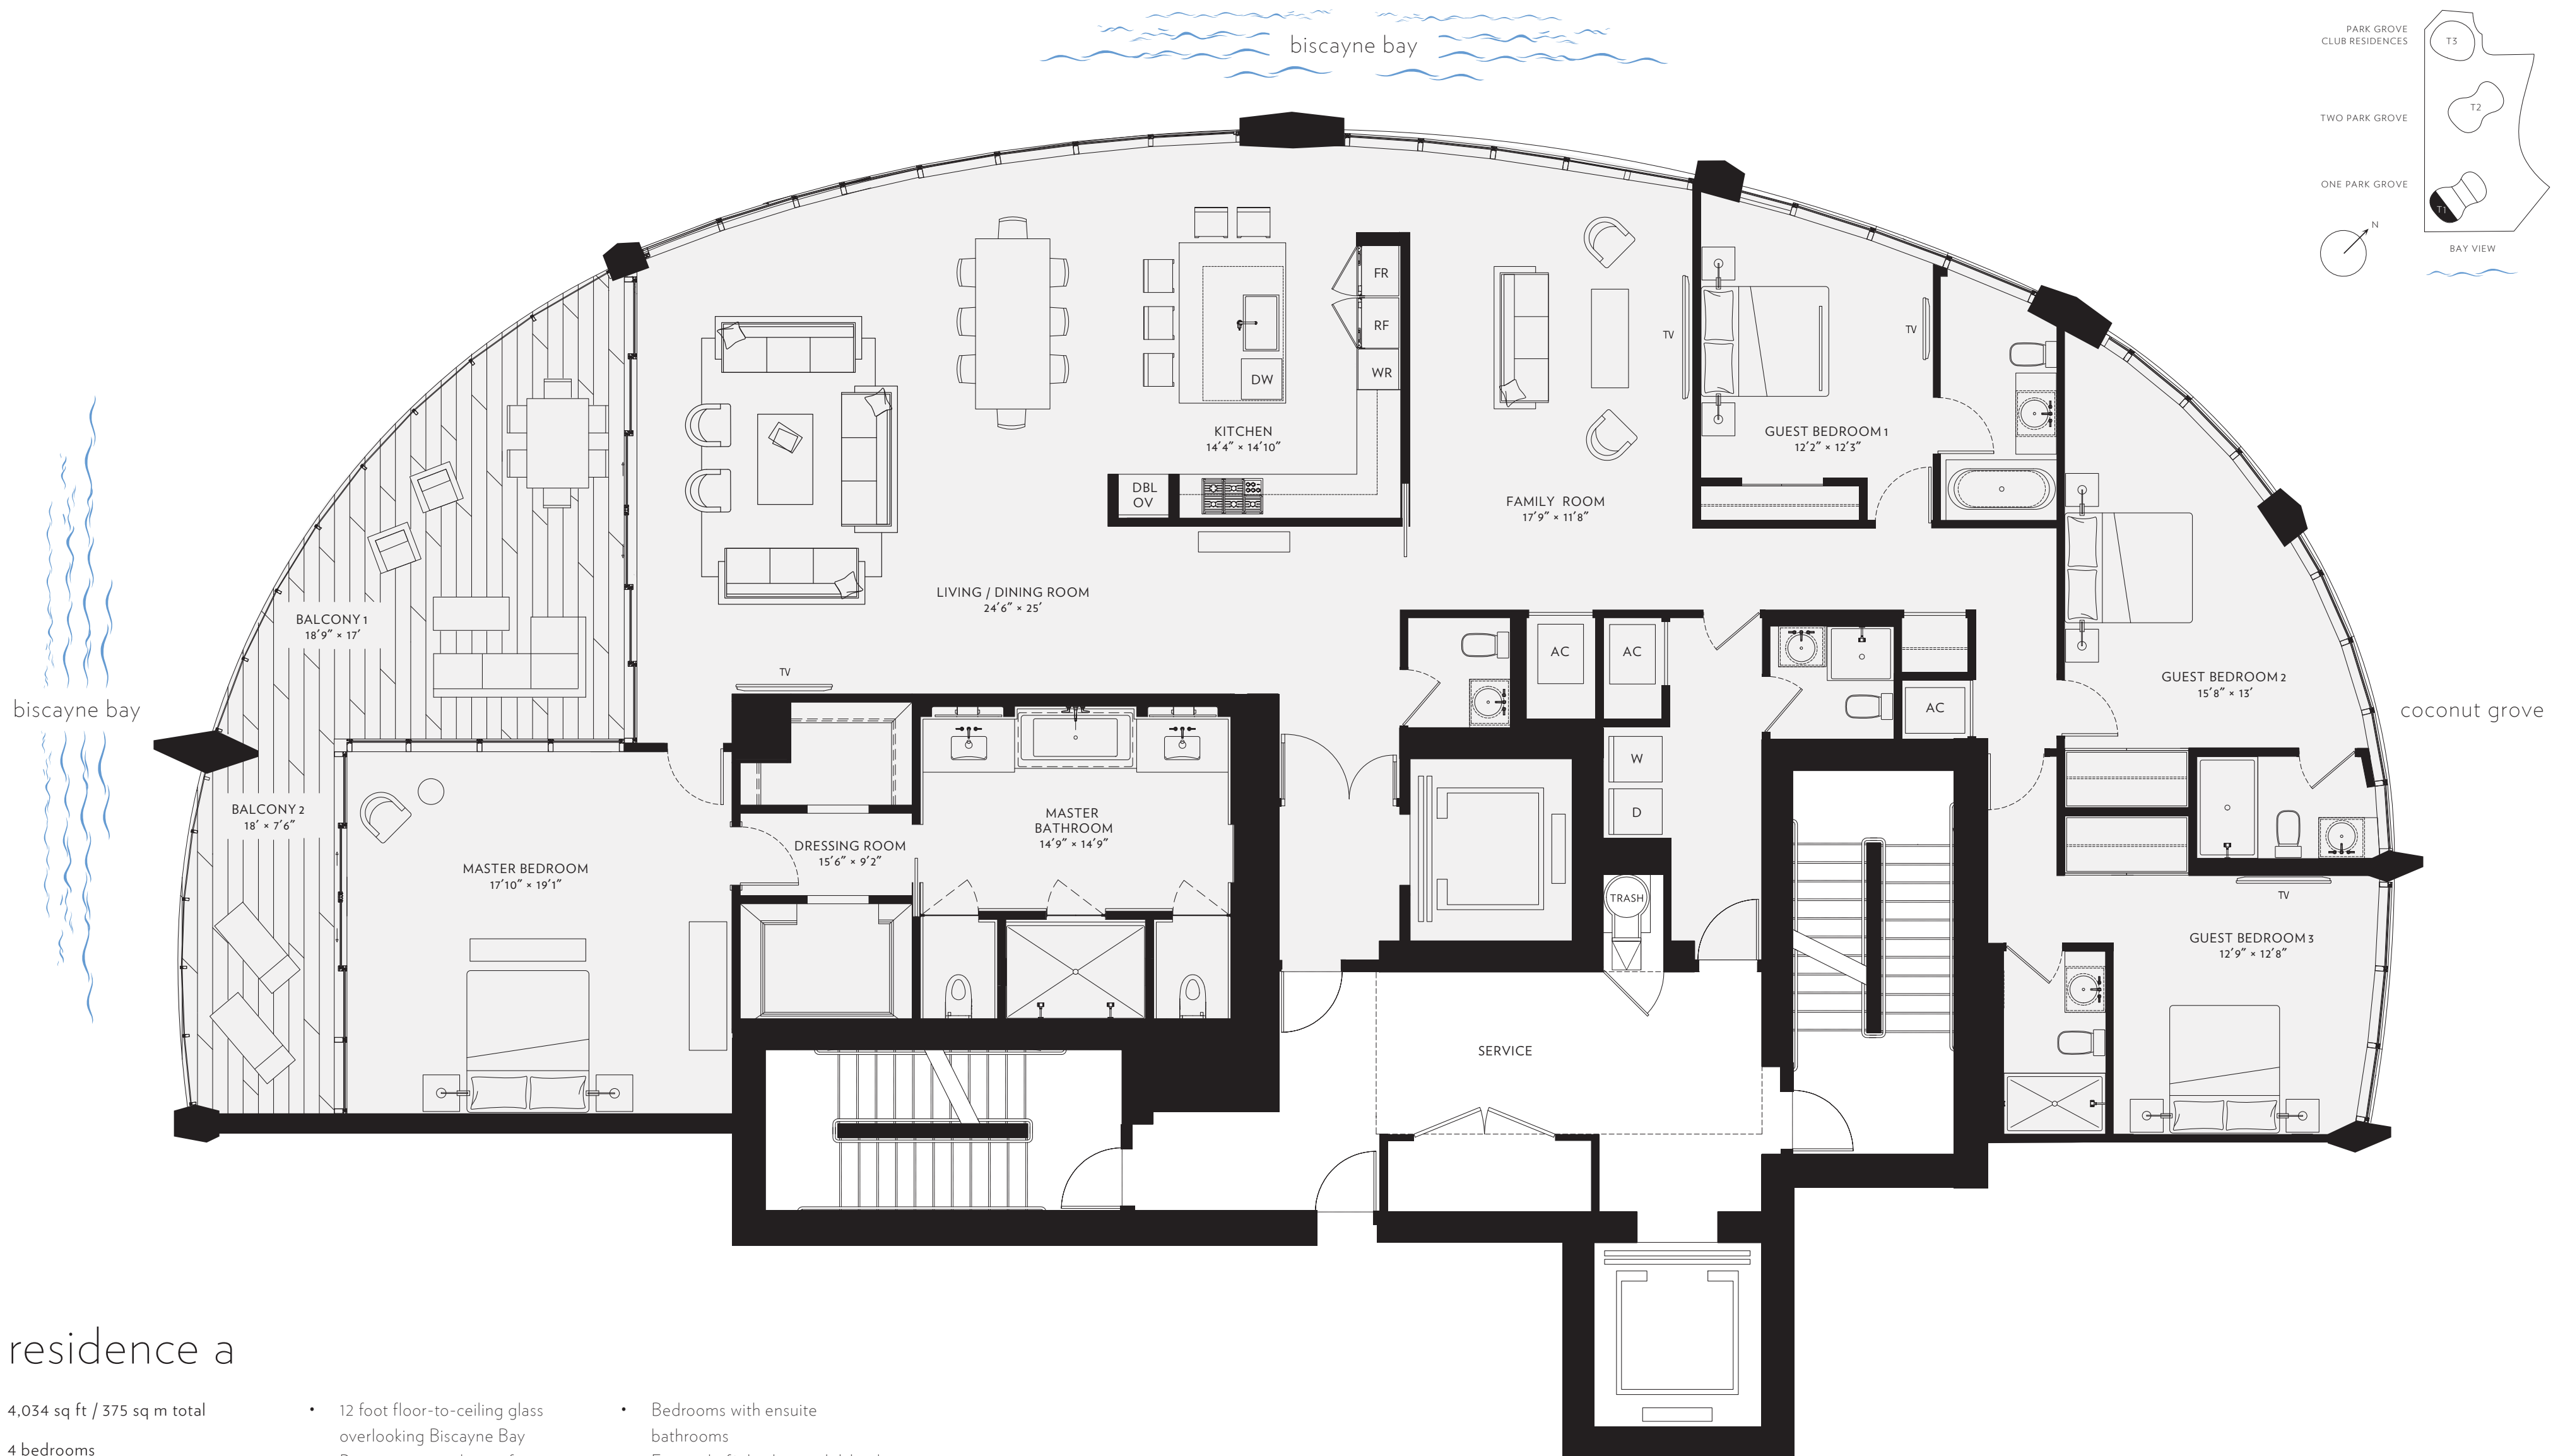 biscayne bay
PARK GROVE
CLUB RESIDENCES
T3
T2
TWO PARK GROVE
ONE PARK GROVE
T1
N
BAY VIEW
FR
RF
WR
DW
TV
TV
KITCHEN
14'4" × 14'10"
GUEST BEDROOM 1
12'2" × 12'3"
DBL
OV
FAMILY ROOM
17'9" × 11'8"
LIVING / DINING ROOM
24'6" × 25'
BALCONY 1
18'9" × 17'
AC
AC
TV
GUEST BEDROOM 2
15'8" × 13'
AC
biscayne bay
coconut grove
W
D
BALCONY 2
18' × 7'6"
MASTER
BATHROOM
14'9" × 14'9"
DRESSING ROOM
15'6" × 9'2"
MASTER BEDROOM
17'10" × 19'1"
TRASH
TV
GUEST BEDROOM 3
12'9" × 12'8"
SERVICE
residence a
4,034 sq ft / 375 sq m total
4 bedrooms
• 12 foot floor-to-ceiling glass
overlooking Biscayne Bay
• Bedrooms with ensuite
bathrooms